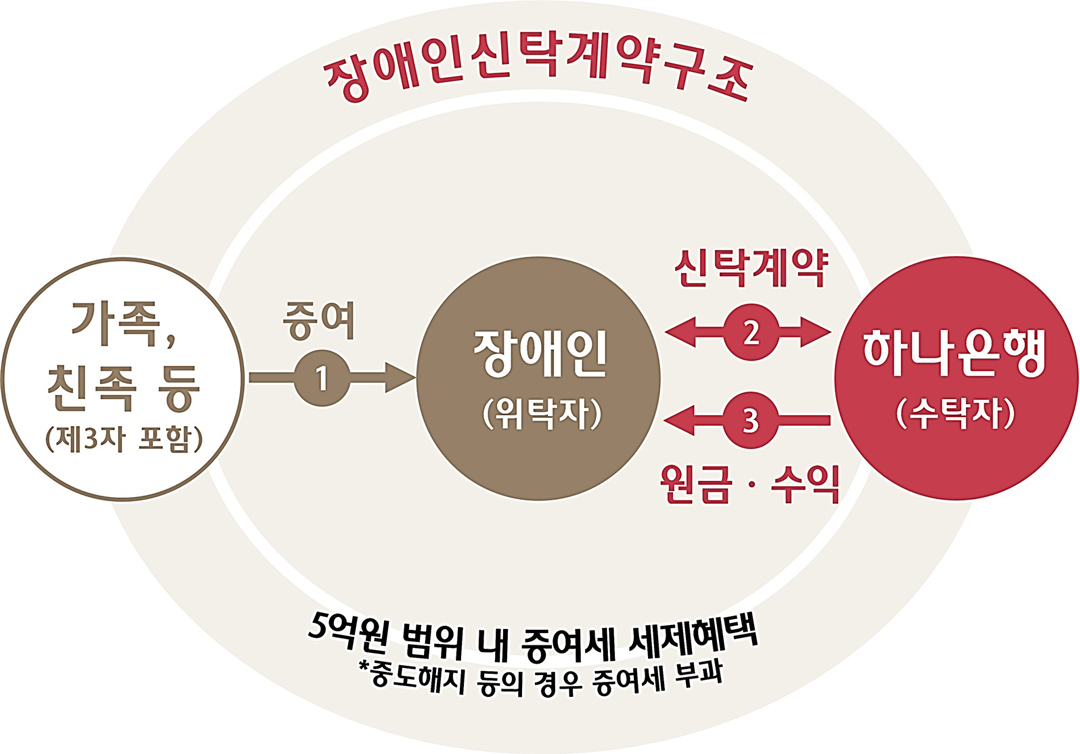 장애인신탁계약구조
가족,
친족 등
(제3자 포함)
증여
1
장애인
(위탁자)
신탁계약
2
3
원금 · 수익
하나은행
(수탁자)
5억원 범위 내 증여세 세제혜택
*중도해지 등의 경우 증여세 부과